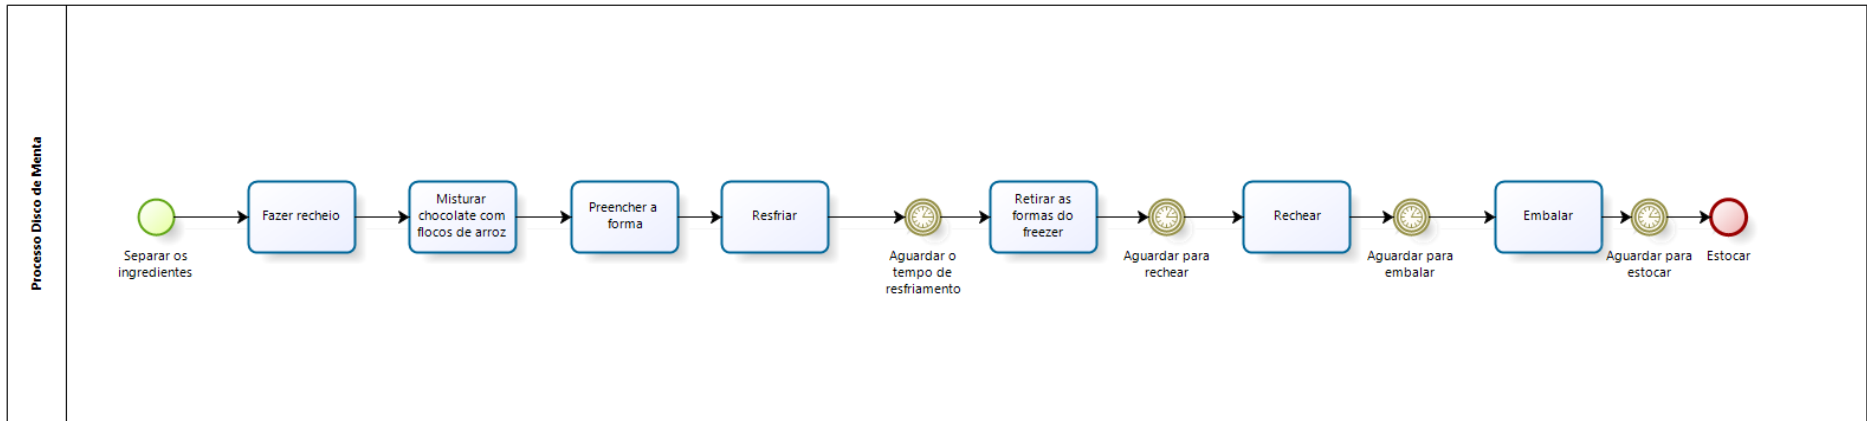 Processo Disco de Menta
Separar os
ingredientes
Fazer recheio
Misturar
chocolate com
flocos de arroz
Preencher a
forma
Resfriar
Aguardar o
tempo de
resfriamento
Retirar as
formas do
freezer
Aguardar para
rechear
Rechear
Aguardar para
embalar
Embalar
Aguardar para
estocar
Estocar